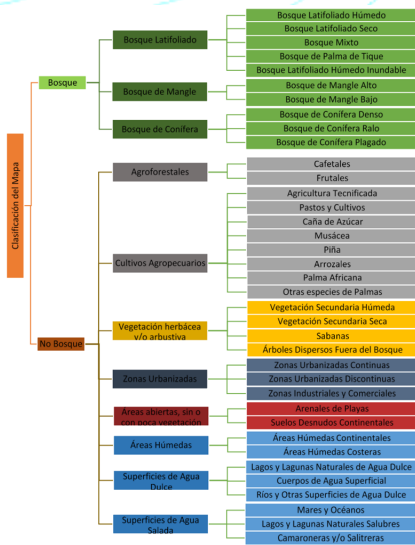 Clasificación del Mapa
Bosque
Bosque Latifoliado
Bosque Latifoliado Húmedo
Bosque Latifoliado Seco
Bosque Mixto
Bosque de Palma de Tique
Bosque Latifoliado Húmedo Inundable
Bosque de Mangle
Bosque de Mangle Alto
Bosque de Mangle Bajo
Bosque de Conífera
Bosque de Conífera Denso
Bosque de Conífera Ralo
Bosque de Conífera Plagado
No Bosque
Agroforestales
Cafetales
Frutales
Cultivos Agropecuarios
Agricultura Tecnificada
Pastos y Cultivos
Caña de Azúcar
Musácea
Piña
Arrozales
Palma Africana
Otras especies de Palmas
Vegetación herbácea
y/o arbustiva
Vegetación Secundaria Húmeda
Vegetación Secundaria Seca
Sabanas
Árboles Dispersos Fuera del Bosque
Zonas Urbanizadas
Zonas Urbanizadas Continuas
Zonas Urbanizadas Discontinuas
Zonas Industriales y Comerciales
Áreas abiertas, sin o
con poca vegetación
Arenales de Playas
Suelos Desnudos Continentales
Áreas Húmedas
Áreas Húmedas Continentales
Áreas Húmedas Costeras
Superficies de Agua
Dulce
Lagos y Lagunas Naturales de Agua Dulce
Cuerpos de Agua Superficial
Ríos y Otras Superficies de Agua Dulce
Superficies de Agua
Salada
Mares y Océanos
Lagos y Lagunas Naturales Salubres
Camaroneras y/o Salitreras